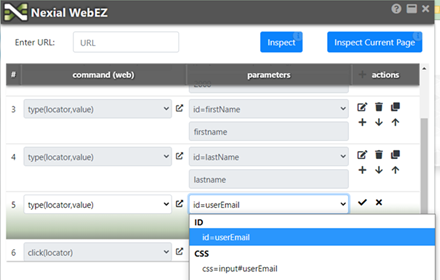 Nexial WebEZ
Enter URL: URL Inspect Inspect Current Page
# command (web) parameters actions
3 type(locator,value) id=firstName
firstname
4 type(locator,value) id=lastName
lastname
5 type(locator,value) id=userEmail
ID
id=userEmail
CSS
6 click(locator)
css=input#userEmail